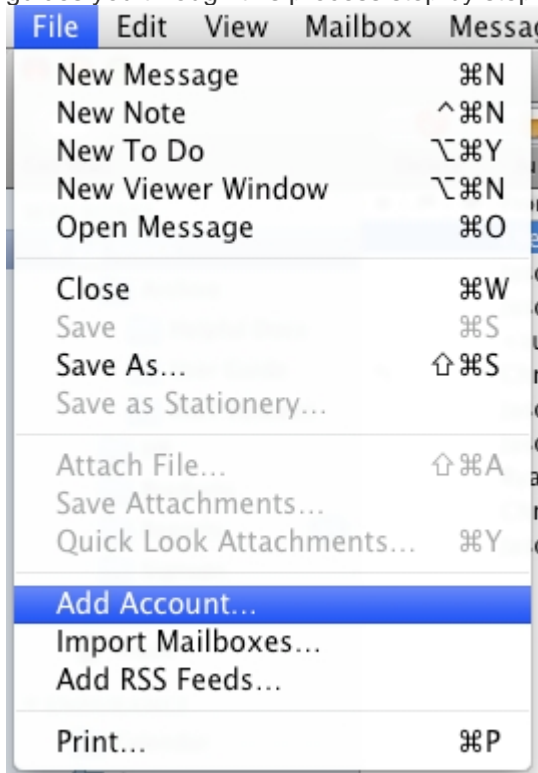 File Edit View Mailbox
New Message ⌘N
New Note ^⌘N
New To Do ⌥⌘Y
New Viewer Window ⌥⌘N
Open Message ⌘O
Close ⌘W
Save ⌘S
Save As... ⇧⌘S
Save as Stationery...
Attach File... ⇧⌘A
Save Attachments...
Quick Look Attachments... ⌘Y
Add Account...
Import Mailboxes...
Add RSS Feeds...
Print... ⌘P